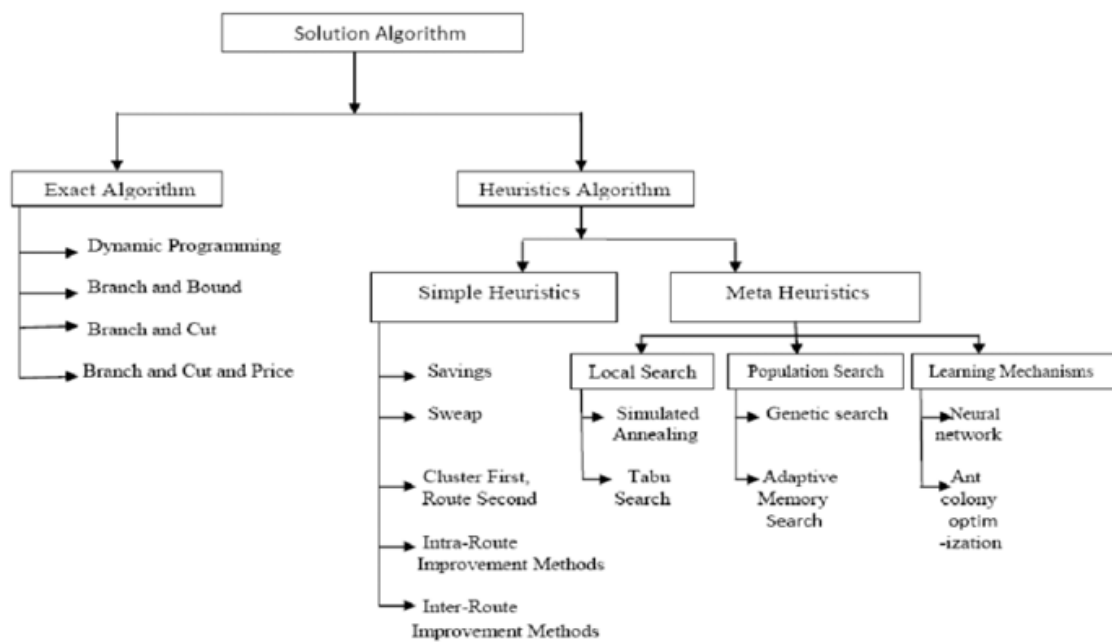 Solution Algorithm
Exact Algorithm
Heuristics Algorithm
Dynamic Programming
Branch and Bound
Branch and Cut
Branch and Cut and Price
Simple Heuristics
Meta Heuristics
Savings
Sweap
Cluster First,
Route Second
Intra-Route
Improvement Methods
Inter-Route
Improvement Methods
Local Search
Population Search
Learning Mechanisms
Simulated
Annealing
Tabu
Search
Genetic search
Adaptive
Memory
Search
Neural
network
Ant
colony
optim
-ization